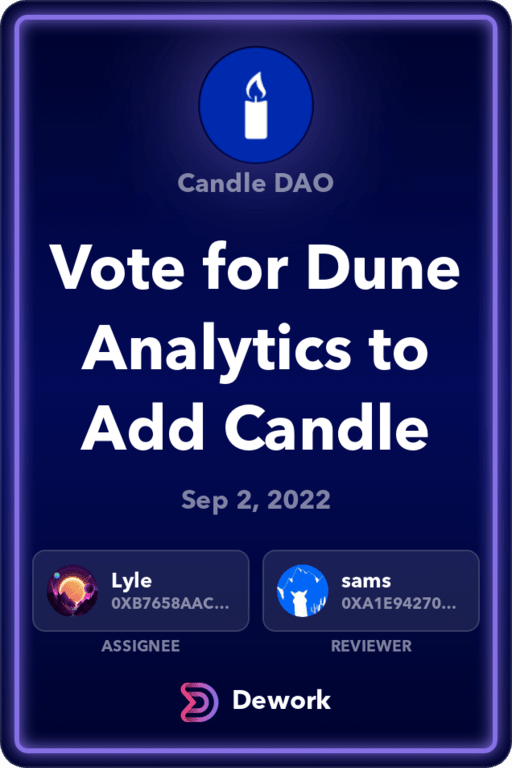 Candle DAO
Vote for Dune
Analytics to
Add Candle
Sep 2, 2022
Lyle
0XB7658AAC...
sams
0XA1E94270...
ASSIGNEE
REVIEWER
Dework